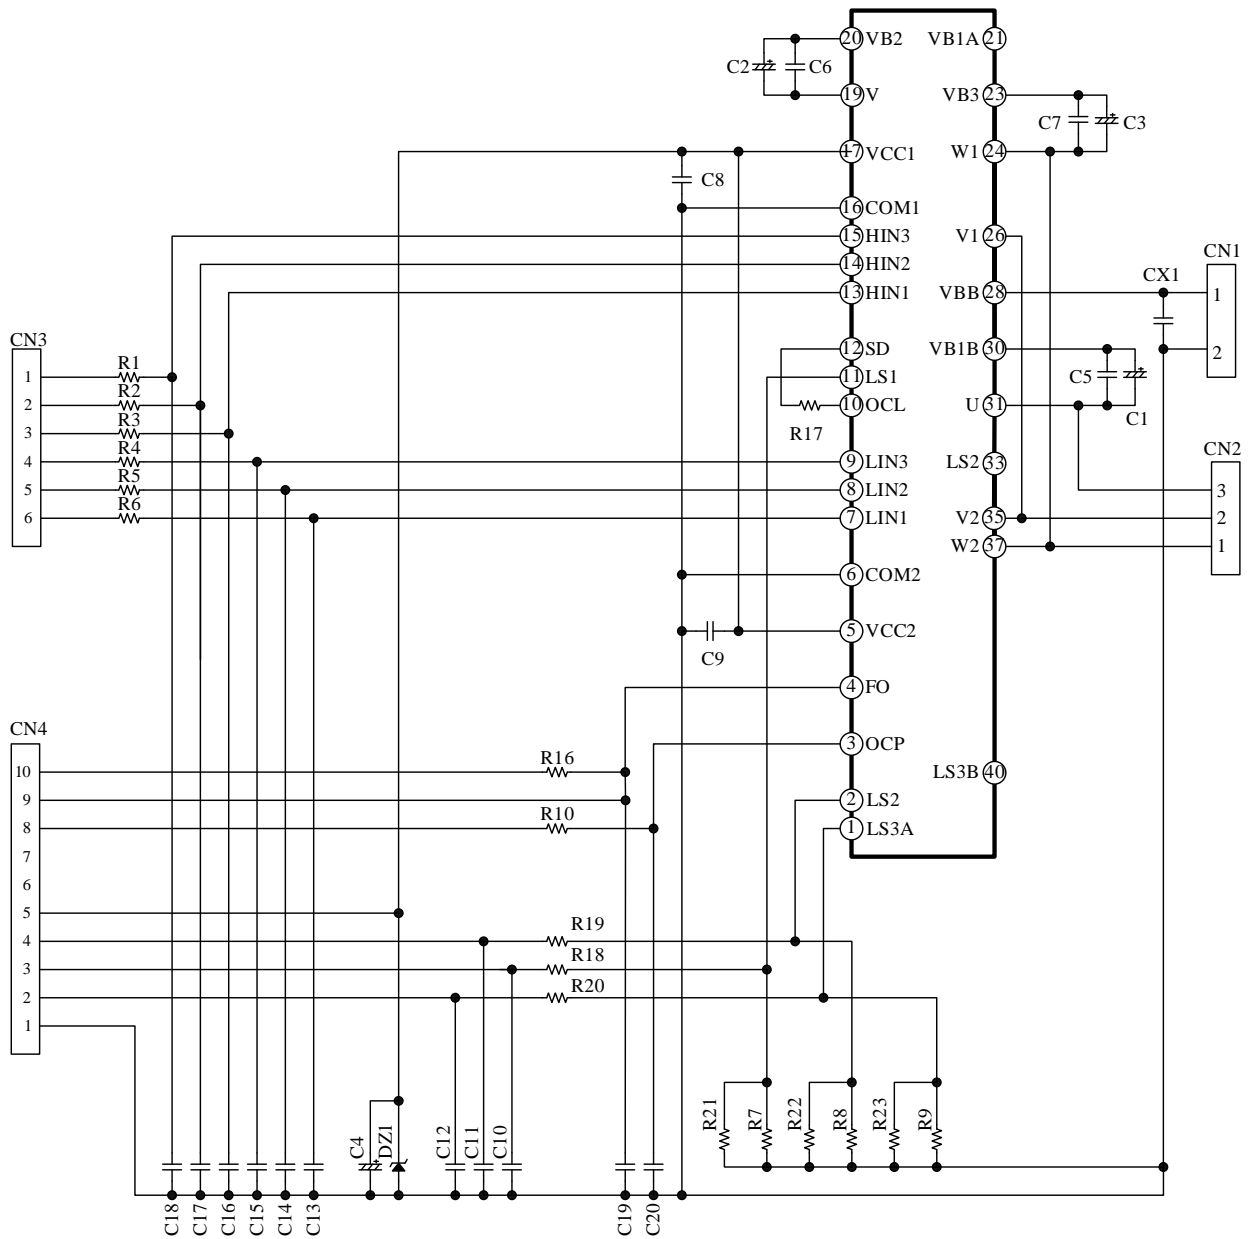 20 VB2 VB1A 21
C2 C6
19 V VB3 23
C7 C3
17 VCC1 W1 24
C8
16 COM1
15 HIN3 V1 26
CN1
14 HIN2
CX1
13 HIN1 VBB 28 1
CN3
12 SD VB1B 30 2
R1
1 11 LS1 C5
R2
2 10 OCL U 31
R3 R17 C1
3
R4 CN2
4 9 LIN3 LS2 33
R5
5 8 LIN2 3
R6
6 7 LIN1 V2 35 2
W2 37 1
6 COM2
5 VCC2
C9
4 FO
CN4
3 OCP
R16
10 LS3B 40
9 2 LS2
R10
8 1 LS3A
7
6
5
R19
4
R18
3
R20
2
1
C4 DZ1 C12 C11 C10 R21 R7 R22 R8 R23 R9
C18 C17 C16 C15 C14 C13 C19 C20